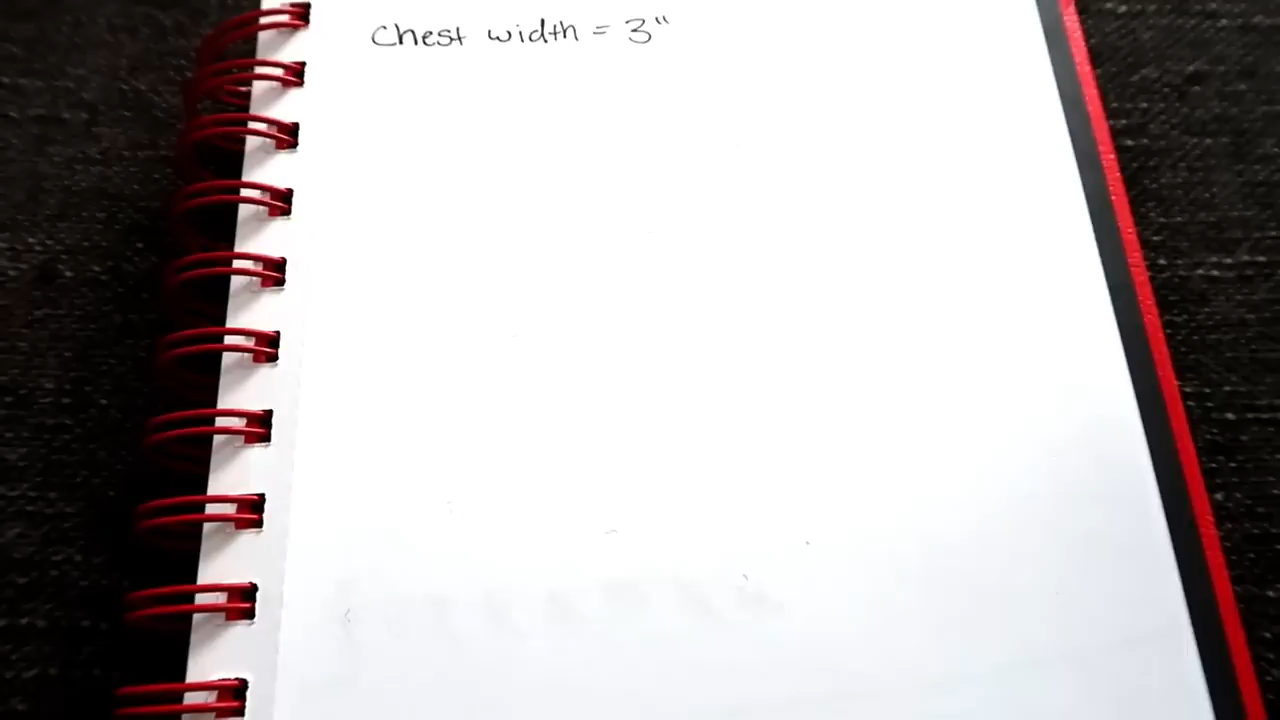 Chest width = 3"